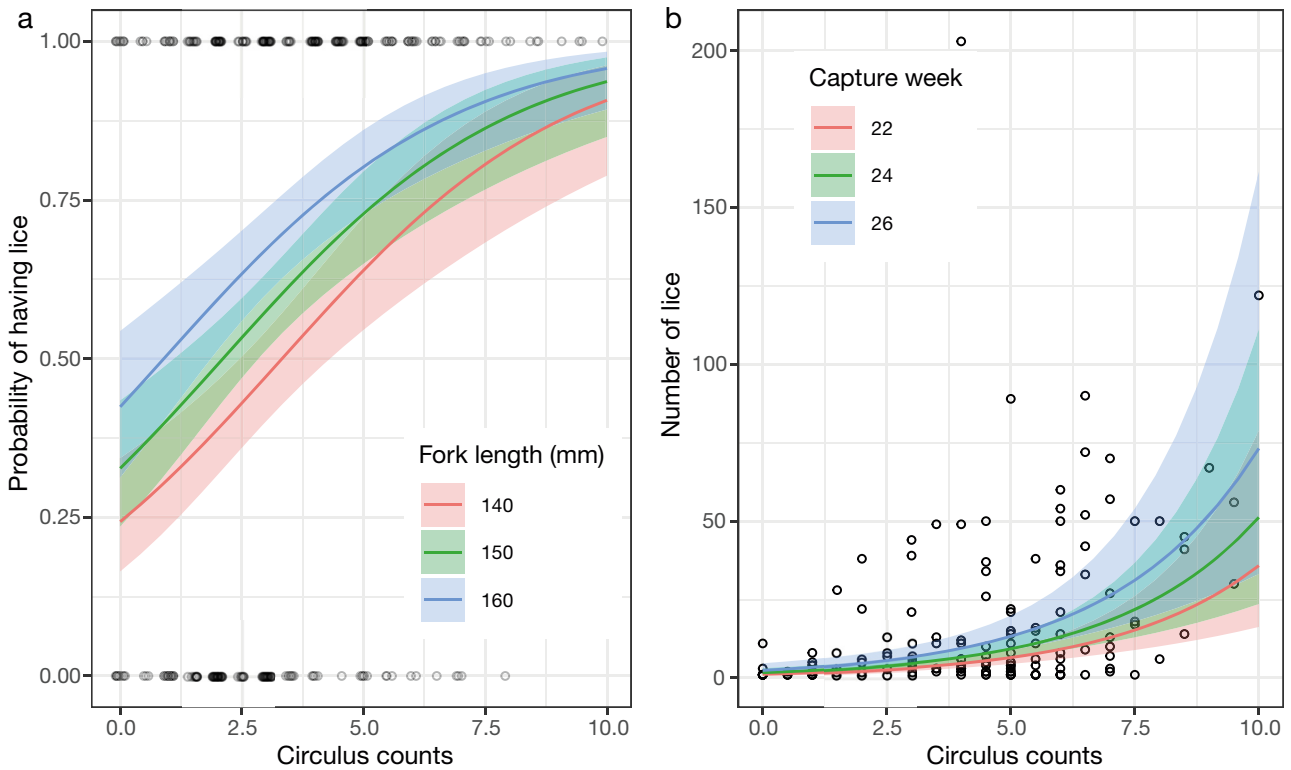 a
1.00
0.75
0.50
0.25
0.00
Probability of having lice
0.0 2.5 5.0 7.5 10.0
Circulus counts
Fork length (mm)
140
150
160
b
200
150
100
50
0
Number of lice
0.0 2.5 5.0 7.5 10.0
Circulus counts
Capture week
22
24
26